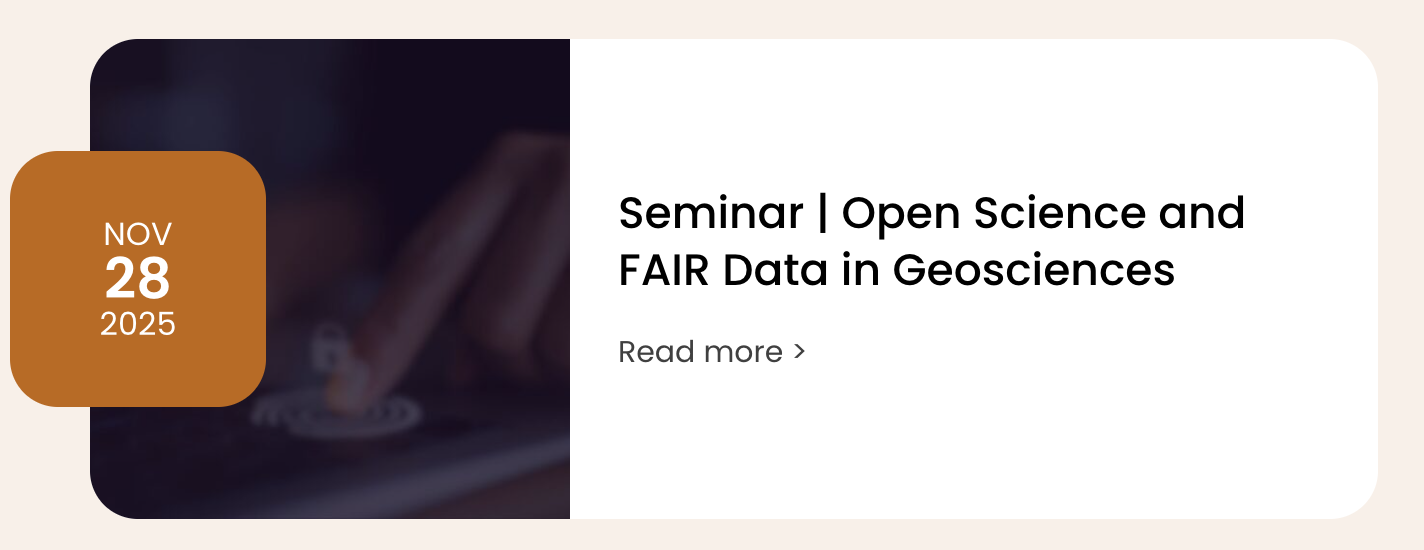 NOV
28
2025
Seminar | Open Science and
FAIR Data in Geosciences
Read more >